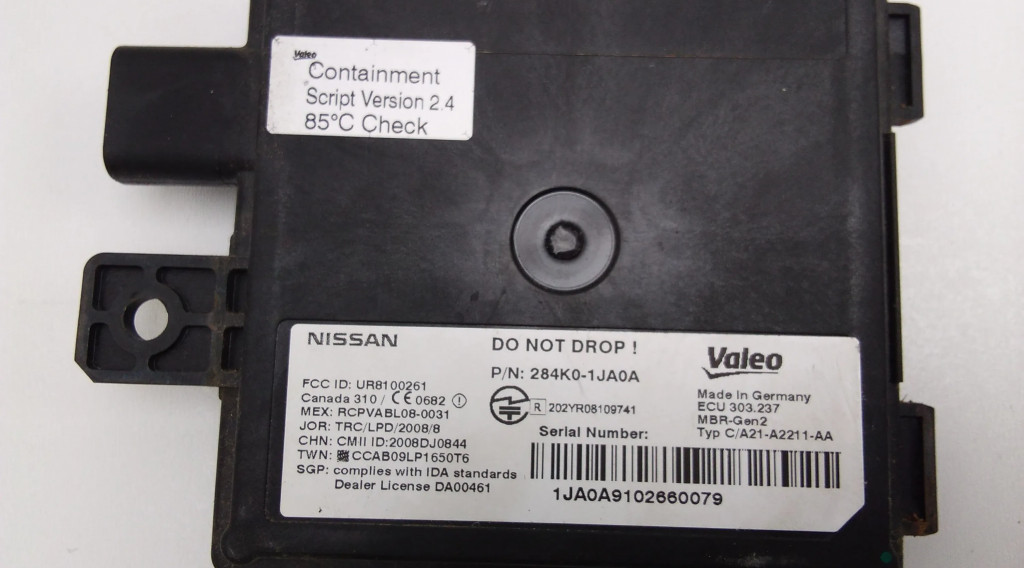 Valeo
Containment
Script Version 2.4
85°C Check
NISSAN
DO NOT DROP !
Valeo
P/N: 284K0-1JA0A
FCC ID: UR8100261
Canada 310 / CE 0682
MEX: RCPVABL08-0031
JOR: TRC/LPD/2008/8
CHN: CMII ID:2008DJ0844
TWN: CCAB09LP1650T6
SGP: complies with IDA standards
Dealer License DA00461
R 202YR08109741
Made in Germany
ECU 303.237
MBR-Gen2
Typ C/A21-A2211-AA
Serial Number:
1JA0A9102660079